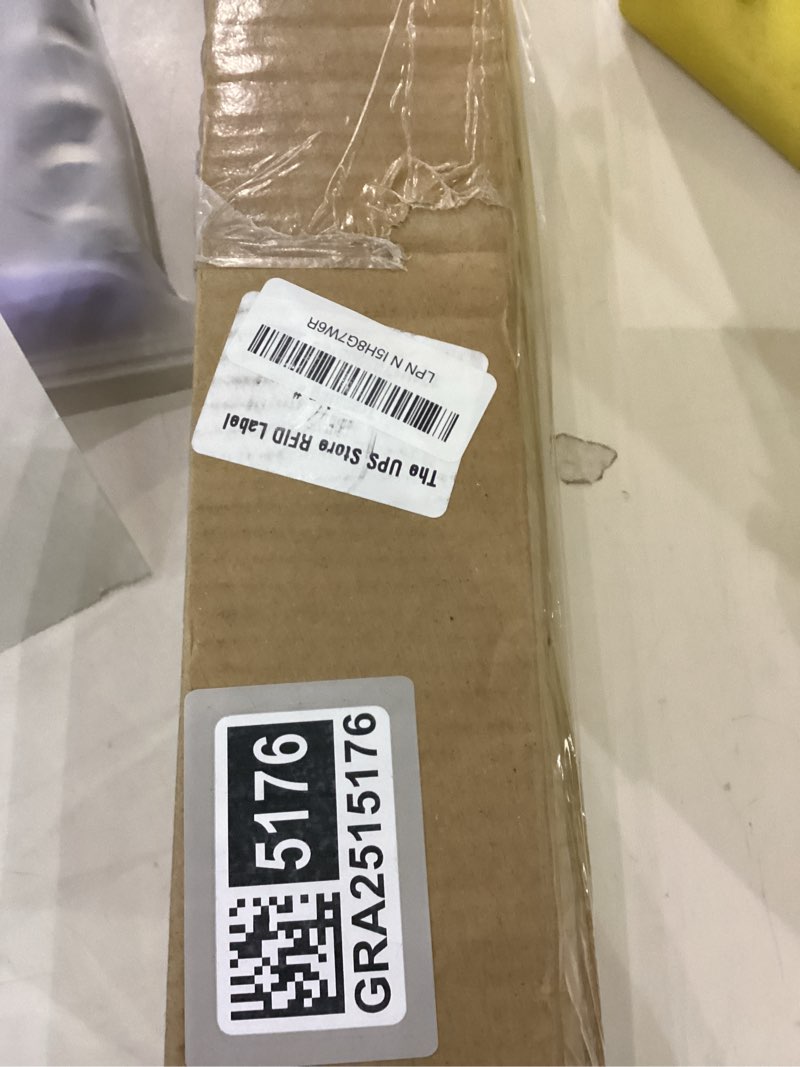 LPN N I5H8G7W6R
The UPS Store RFID Label
5176
GRA2515176